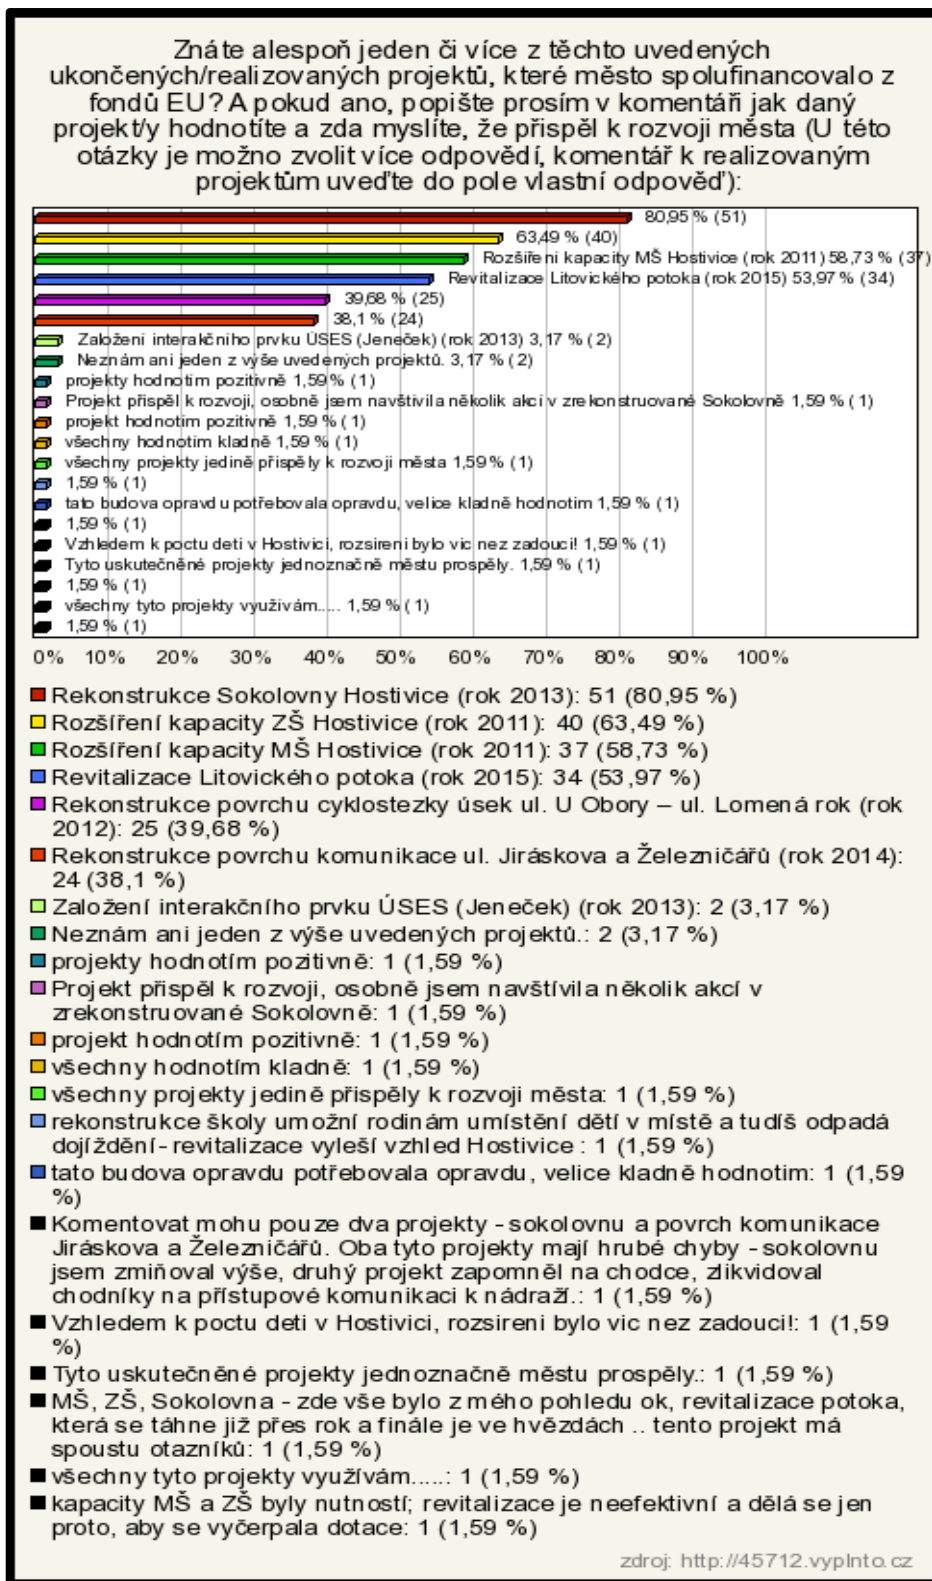 Znáte alespoň jeden či více z těchto uvedených
ukončených/realizovaných projektů, které město spolufinancovalo z
fondů EU? A pokud ano, popište prosím v komentáři jak daný
projekt/y hodnotíte a zda myslíte, že přispěl k rozvoji města (U této
otázky je možno zvolit více odpovědí, komentář k realizovaným
projektům uveďte do pole vlastní odpověď):
80,95 % (51)
63,49 % (40)
Rozšíření kapacity MŠ Hostivice (rok 2011) 58,73 % (37)
Revitalizace Litovického potoka (rok 2015) 53,97 % (34)
39,68 % (25)
38,1 % (24)
Založení interakčního prvku ÚSES (Jeneček) (rok 2013) 3,17 % (2)
Neznám ani jeden z výše uvedených projektů. 3,17 % (2)
projekty hodnotím pozitivně 1,59 % (1)
Projekt přispěl k rozvoji, osobně jsem navštívila několik akcí v zrekonstruované Sokolovně 1,59 % (1)
projekt hodnotím pozitivně 1,59 % (1)
všechny hodnotím kladně 1,59 % (1)
všechny projekty jedině přispěly k rozvoji města 1,59 % (1)
1,59 % (1)
tato budova opravdu potřebovala opravdu, velice kladně hodnotim 1,59 % (1)
1,59 % (1)
Vzhledem k poctu deti v Hostivici, rozsireni bylo vic nez zadouci! 1,59 % (1)
Tyto uskutečněné projekty jednoznačně městu prospěly. 1,59 % (1)
1,59 % (1)
všechny tyto projekty využívám..... 1,59 % (1)
1,59 % (1)
0% 10% 20% 30% 40% 50% 60% 70% 80% 90% 100%
Rekonstrukce Sokolovny Hostivice (rok 2013): 51 (80,95 %)
Rozšíření kapacity ZŠ Hostivice (rok 2011): 40 (63,49 %)
Rozšíření kapacity MŠ Hostivice (rok 2011): 37 (58,73 %)
Revitalizace Litovického potoka (rok 2015): 34 (53,97 %)
Rekonstrukce povrchu cyklostezky úsek ul. U Obory – ul. Lomená rok (rok
2012): 25 (39,68 %)
Rekonstrukce povrchu komunikace ul. Jiráskova a Železničářů (rok 2014):
24 (38,1 %)
Založení interakčního prvku ÚSES (Jeneček) (rok 2013): 2 (3,17 %)
Neznám ani jeden z výše uvedených projektů.: 2 (3,17 %)
projekty hodnotím pozitivně: 1 (1,59 %)
Projekt přispěl k rozvoji, osobně jsem navštívila několik akcí v
zrekonstruované Sokolovně: 1 (1,59 %)
projekt hodnotím pozitivně: 1 (1,59 %)
všechny hodnotím kladně: 1 (1,59 %)
všechny projekty jedině přispěly k rozvoji města: 1 (1,59 %)
rekonstrukce školy umožní rodinám umístění dětí v místě a tudíš odpadá
dojíždění- revitalizace vyleší vzhled Hostivice : 1 (1,59 %)
tato budova opravdu potřebovala opravdu, velice kladně hodnotim: 1 (1,59
%)
Komentovat mohu pouze dva projekty - sokolovnu a povrch komunikace
Jiráskova a Železničářů. Oba tyto projekty mají hrubé chyby - sokolovnu
jsem zmiňoval výše, druhý projekt zapomněl na chodce, zlikvidoval
chodníky na přístupové komunikaci k nádraží.: 1 (1,59 %)
Vzhledem k poctu deti v Hostivici, rozsireni bylo vic nez zadouci!: 1 (1,59
%)
Tyto uskutečněné projekty jednoznačně městu prospěly.: 1 (1,59 %)
MŠ, ZŠ, Sokolovna - zde vše bylo z mého pohledu ok, revitalizace potoka,
která se táhne již přes rok a finále je ve hvězdách .. tento projekt má
spoustu otazníků: 1 (1,59 %)
všechny tyto projekty využívám.....: 1 (1,59 %)
kapacity MŠ a ZŠ byly nutností; revitalizace je neefektivní a dělá se jen
proto, aby se vyčerpala dotace: 1 (1,59 %)
zdroj: http://45712.vyplnto.cz